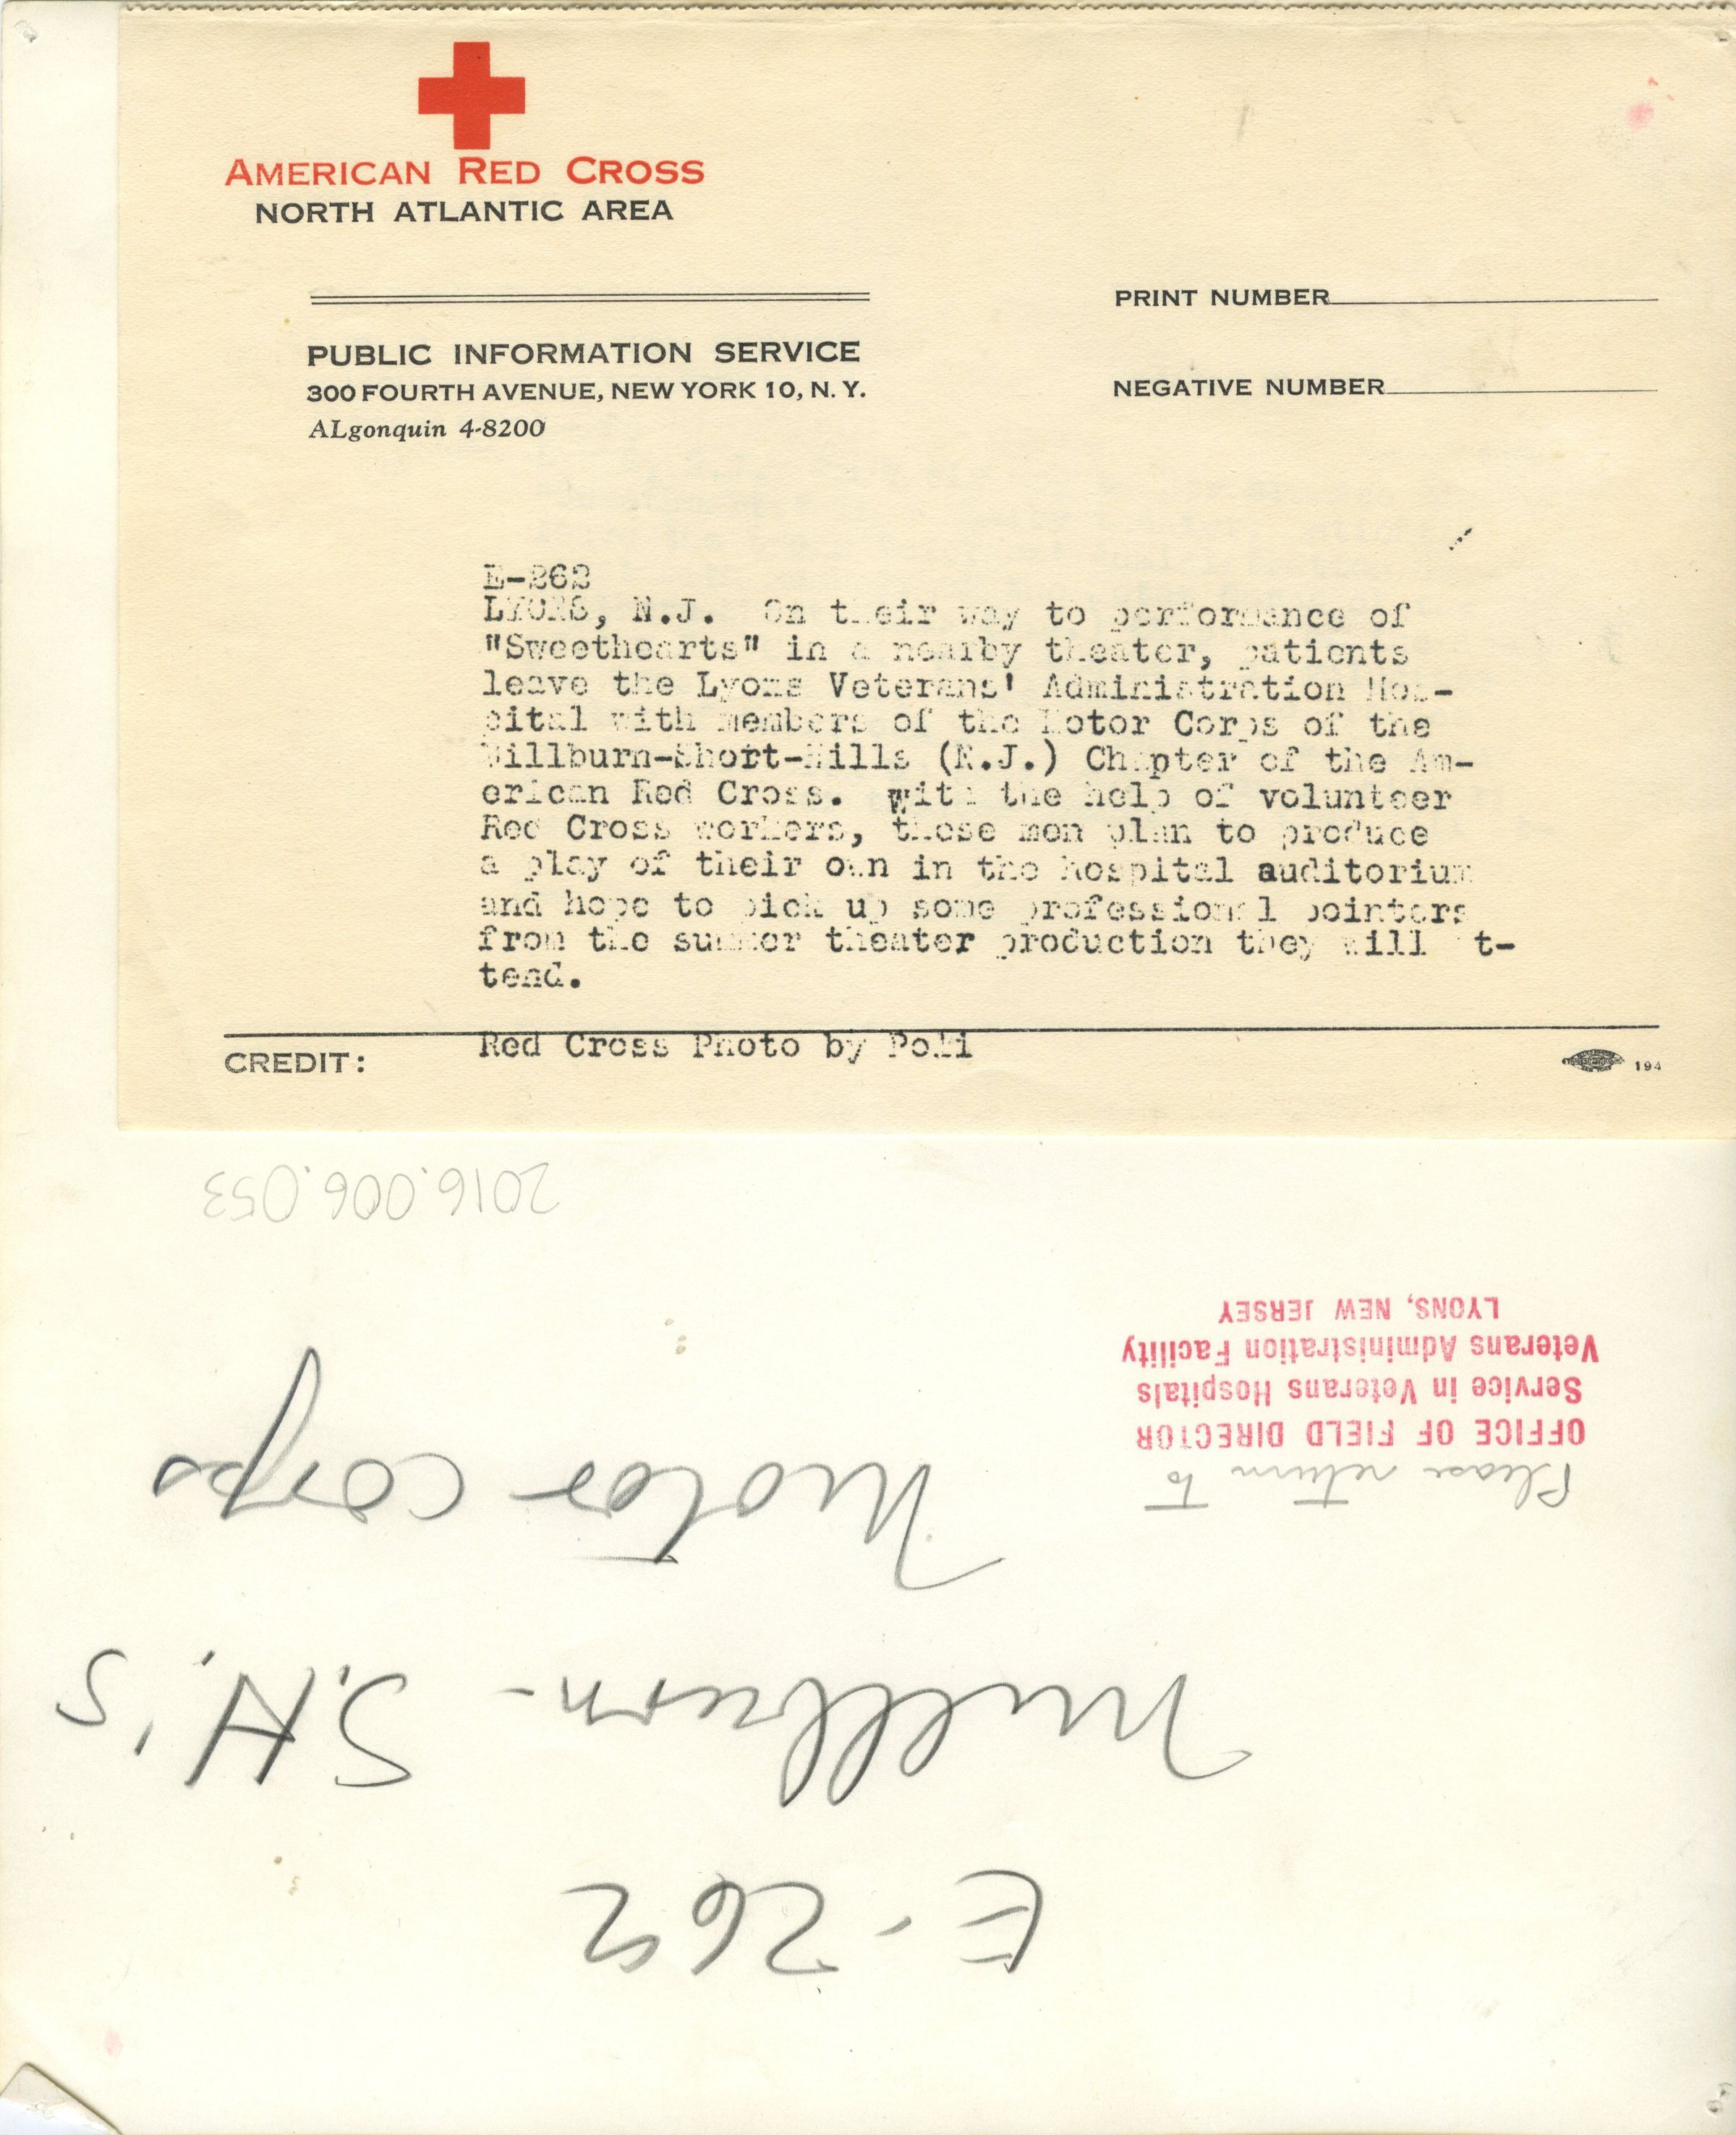 AMERICAN RED CROSS
NORTH ATLANTIC AREA
PUBLIC INFORMATION SERVICE
300 FOURTH AVENUE, NEW YORK 10, N. Y.
ALgonquin 4-8200
PRINT NUMBER
NEGATIVE NUMBER
E-262
LYONS, N.J. On their way to performance of
"Sweethearts" in a nearby theater, patients
leave the Lyons Veterans' Administration Hos-
pital with members of the Motor Corps of the
Millburn-Short-Hills (N.J.) Chapter of the Am-
erican Red Cross. With the help of volunteer
Red Cross workers, these men plan to produce
a play of their own in the hospital auditorium
and hope to pick up some professional pointers
from the summer theater production they will at-
tend.
CREDIT: Red Cross Photo by
194
2016.006.053
E-262
Millburn- S.H.'s
Motor Corps
Please return to
OFFICE OF FIELD DIRECTOR
Service in Veterans Hospitals
Veterans Administration Facility
LYONS, NEW JERSEY